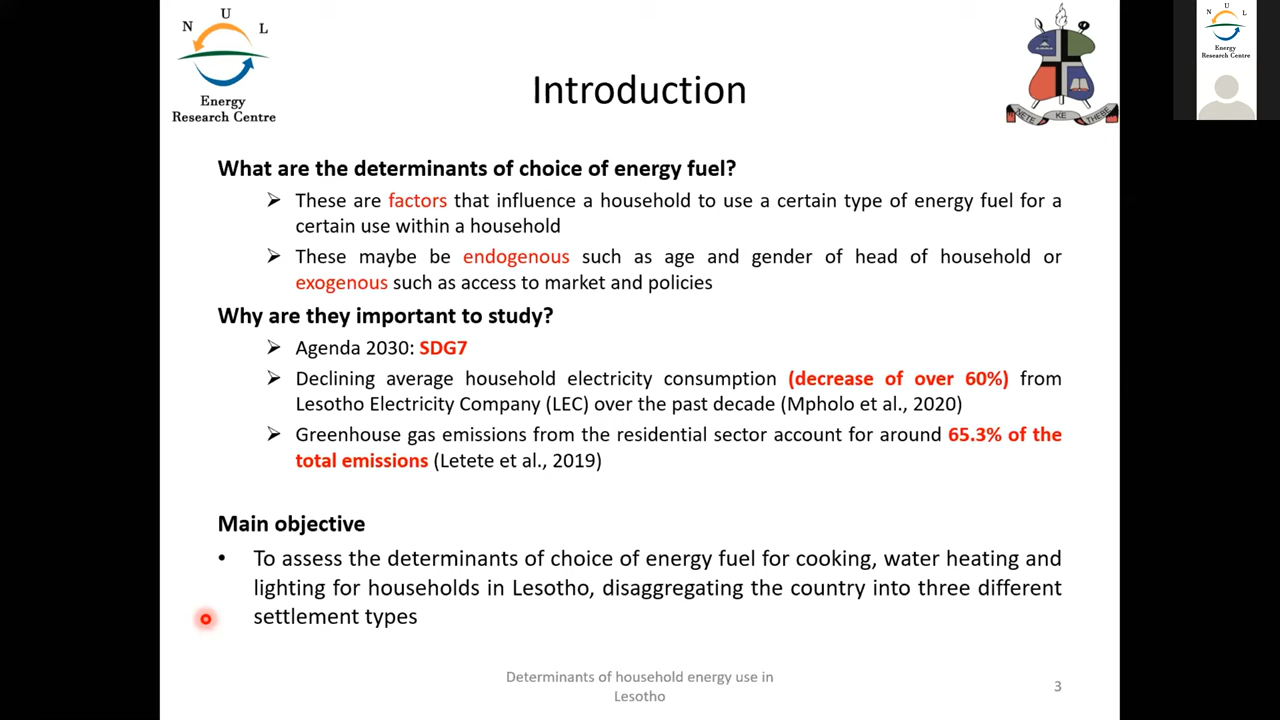 N U L
Energy
Research Centre
Introduction
NETE KE THEBE
N U L
Energy
Research Centre
What are the determinants of choice of energy fuel?
➢ These are factors that influence a household to use a certain type of energy fuel for a
certain use within a household
➢ These maybe be endogenous such as age and gender of head of household or
exogenous such as access to market and policies
Why are they important to study?
➢ Agenda 2030: SDG7
➢ Declining average household electricity consumption (decrease of over 60%) from
Lesotho Electricity Company (LEC) over the past decade (Mpholo et al., 2020)
➢ Greenhouse gas emissions from the residential sector account for around 65.3% of the
total emissions (Letete et al., 2019)
Main objective
• To assess the determinants of choice of energy fuel for cooking, water heating and
lighting for households in Lesotho, disaggregating the country into three different
settlement types
Determinants of household energy use in
Lesotho
3